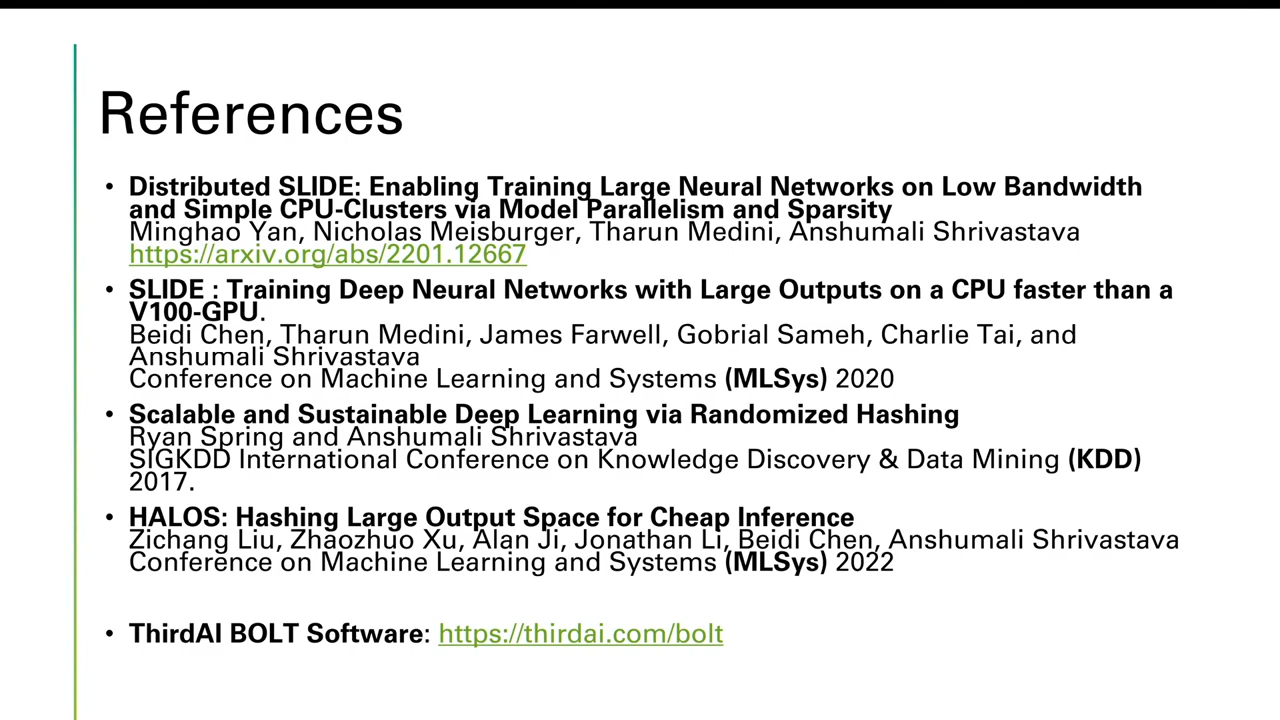 References
• Distributed SLIDE: Enabling Training Large Neural Networks on Low Bandwidth
and Simple CPU-Clusters via Model Parallelism and Sparsity
Minghao Yan, Nicholas Meisburger, Tharun Medini, Anshumali Shrivastava
https://arxiv.org/abs/2201.12667
• SLIDE : Training Deep Neural Networks with Large Outputs on a CPU faster than a
V100-GPU.
Beidi Chen, Tharun Medini, James Farwell, Gobrial Sameh, Charlie Tai, and
Anshumali Shrivastava
Conference on Machine Learning and Systems (MLSys) 2020
• Scalable and Sustainable Deep Learning via Randomized Hashing
Ryan Spring and Anshumali Shrivastava
SIGKDD International Conference on Knowledge Discovery & Data Mining (KDD)
2017.
• HALOS: Hashing Large Output Space for Cheap Inference
Zichang Liu, Zhaozhuo Xu, Alan Ji, Jonathan Li, Beidi Chen, Anshumali Shrivastava
Conference on Machine Learning and Systems (MLSys) 2022
• ThirdAI BOLT Software: https://thirdai.com/bolt